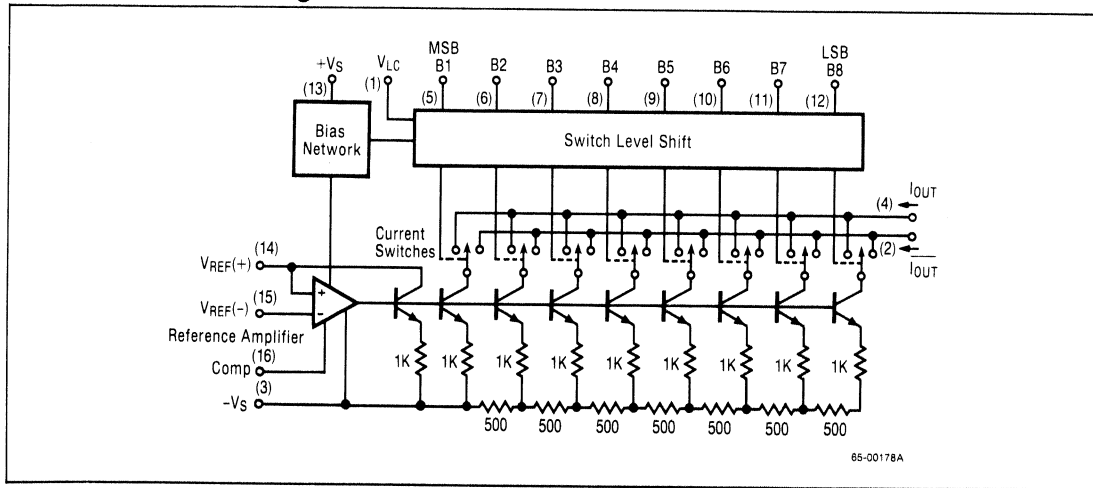 MSB LSB
+VS VLC B1 B2 B3 B4 B5 B6 B7 B8
(13) (1) (5) (6) (7) (8) (9) (10) (11) (12)
Bias
Network
Switch Level Shift
(4) IOUT
Current
Switches
(2) IOUT
(14)
VREF(+)
+
(15)
VREF(-)
-
Reference Amplifier
(16)
Comp
1K 1K 1K 1K 1K 1K 1K 1K 1K
(3)
-VS
500 500 500 500 500 500 500
65-00178A